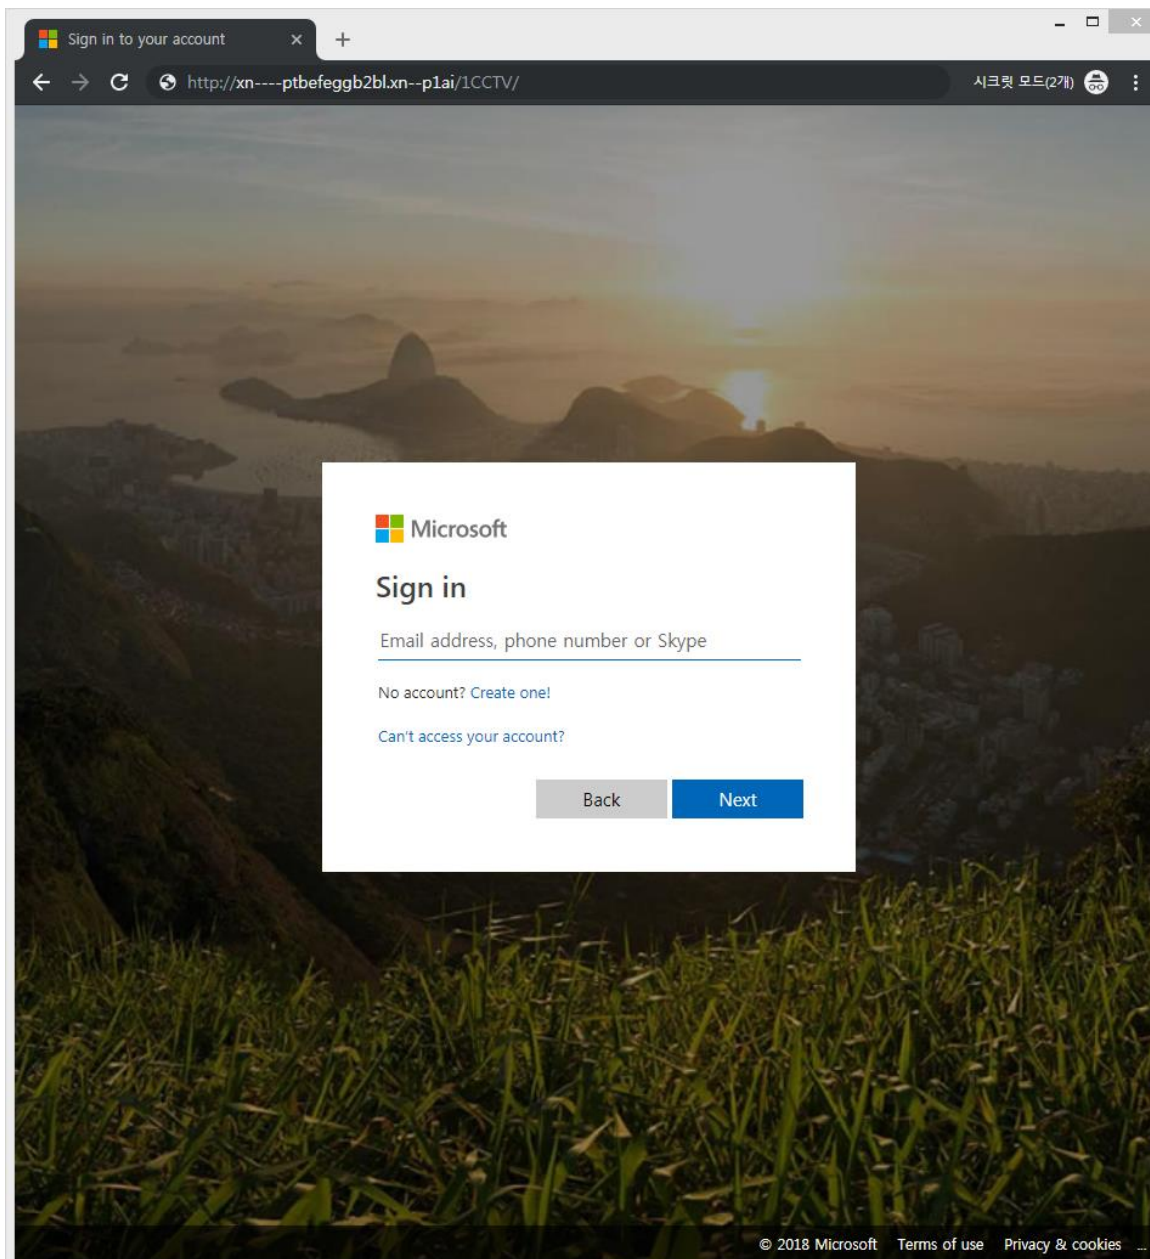 Sign in to your account
http://xn----ptbefeggb2bl.xn--p1ai/1CCTV/
시크릿 모드(2개)
Microsoft
Sign in
Email address, phone number or Skype
No account? Create one!
Can't access your account?
Back Next
© 2018 Microsoft Terms of use Privacy & cookies ...